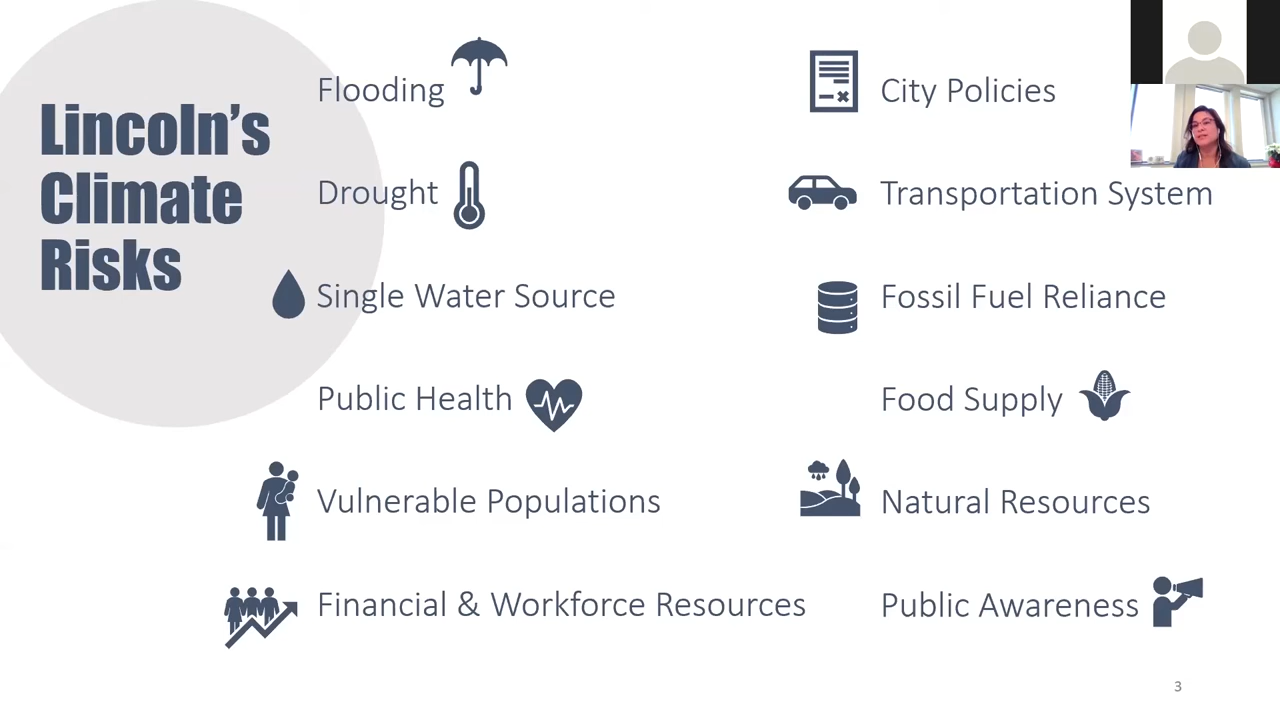 Lincoln's
Climate
Risks
Flooding
Drought
Single Water Source
Public Health
Vulnerable Populations
Financial & Workforce Resources
City Policies
Transportation System
Fossil Fuel Reliance
Food Supply
Natural Resources
Public Awareness
3